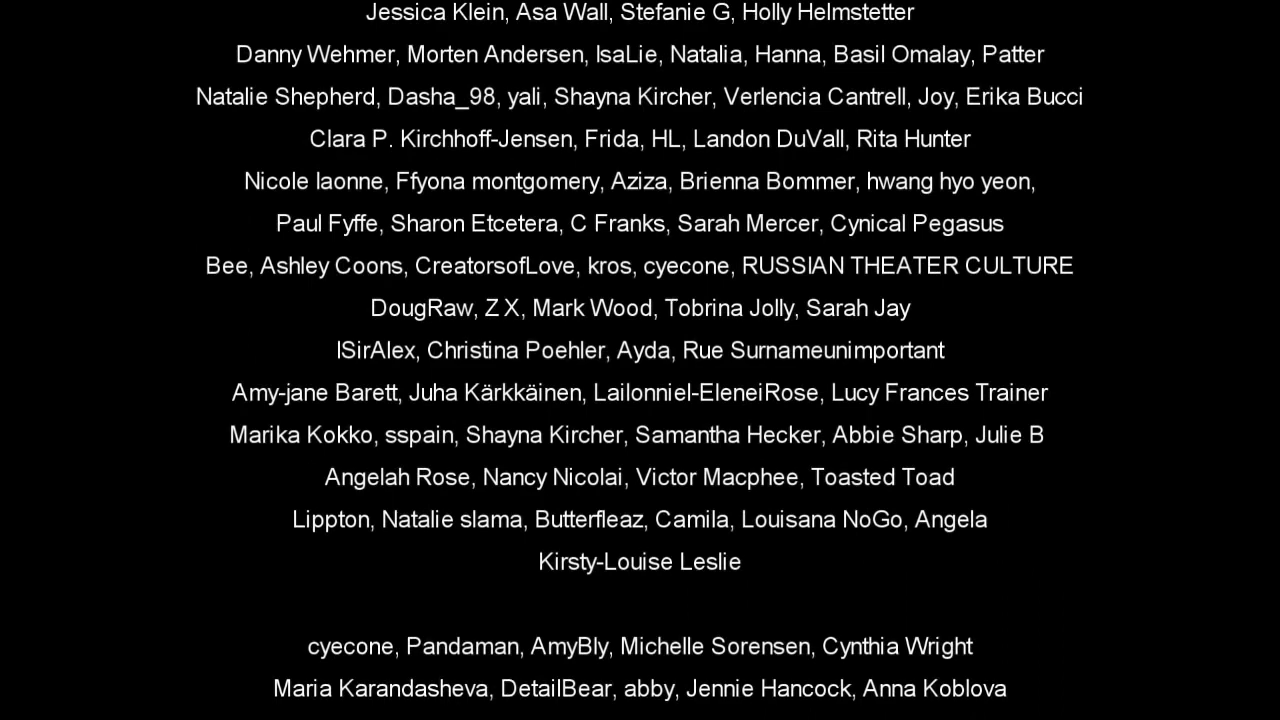 Jessica Klein, Asa Wall, Stefanie G, Holly Helmstetter
Danny Wehmer, Morten Andersen, IsaLie, Natalia, Hanna, Basil Omalay, Patter
Natalie Shepherd, Dasha_98, yali, Shayna Kircher, Verlencia Cantrell, Joy, Erika Bucci
Clara P. Kirchhoff-Jensen, Frida, HL, Landon DuVall, Rita Hunter
Nicole laonne, Ffyona montgomery, Aziza, Brienna Bommer, hwang hyo yeon,
Paul Fyffe, Sharon Etcetera, C Franks, Sarah Mercer, Cynical Pegasus
Bee, Ashley Coons, CreatorsofLove, kros, cyecone, RUSSIAN THEATER CULTURE
DougRaw, Z X, Mark Wood, Tobrina Jolly, Sarah Jay
ISirAlex, Christina Poehler, Ayda, Rue Surnameunimportant
Amy-jane Barett, Juha Kärkkäinen, Lailonniel-EleneiRose, Lucy Frances Trainer
Marika Kokko, sspain, Shayna Kircher, Samantha Hecker, Abbie Sharp, Julie B
Angelah Rose, Nancy Nicolai, Victor Macphee, Toasted Toad
Lippton, Natalie slama, Butterfleaz, Camila, Louisana NoGo, Angela
Kirsty-Louise Leslie
cyecone, Pandaman, AmyBly, Michelle Sorensen, Cynthia Wright
Maria Karandasheva, DetailBear, abby, Jennie Hancock, Anna Koblova